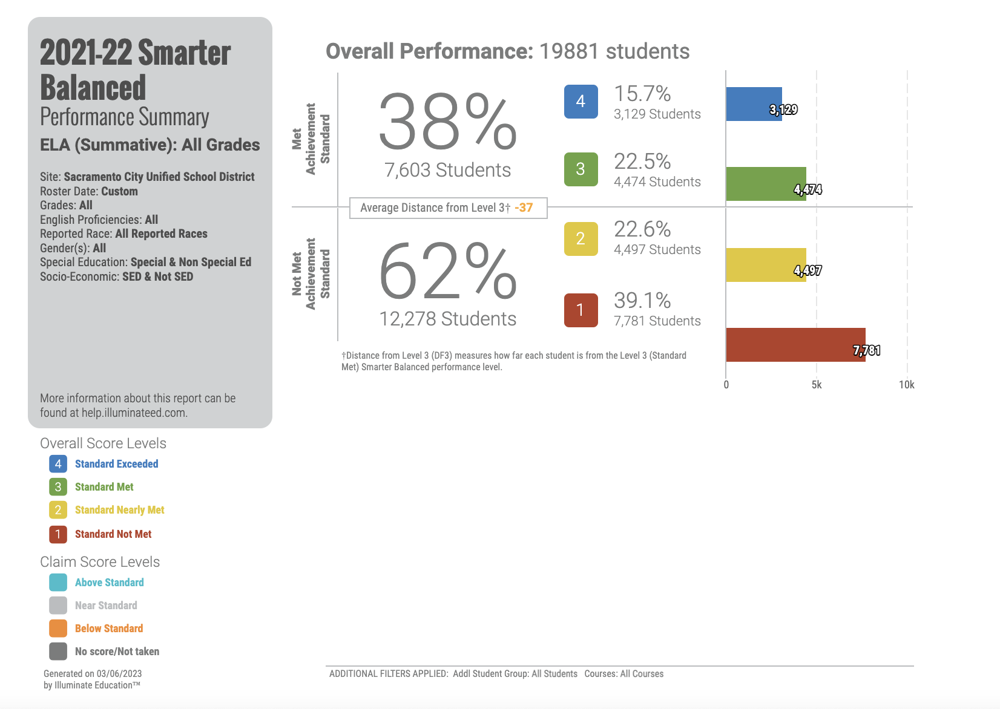 2021-22 Smarter
Balanced
Performance Summary
ELA (Summative): All Grades
Site: Sacramento City Unified School District
Roster Date: Custom
Grades: All
English Proficiencies: All
Reported Race: All Reported Races
Gender(s): All
Special Education: Special & Non Special Ed
Socio-Economic: SED & Not SED
More information about this report can be
found at help.illuminateed.com.
Overall Score Levels
4 Standard Exceeded
3 Standard Met
2 Standard Nearly Met
1 Standard Not Met
Claim Score Levels
Above Standard
Near Standard
Below Standard
No score/Not taken
Generated on 03/06/2023
by Illuminate Education™
Overall Performance: 19881 students
Met
Achievement
Standard
38%
7,603 Students
4
15.7%
3,129 Students
3,129
3
22.5%
4,474 Students
4,474
Average Distance from Level 3† -37
Not Met
Achievement
Standard
62%
12,278 Students
2
22.6%
4,497 Students
4,497
1
39.1%
7,781 Students
7,781
0 5k 10k
†Distance from Level 3 (DF3) measures how far each student is from the Level 3 (Standard
Met) Smarter Balanced performance level.
ADDITIONAL FILTERS APPLIED: Addl Student Group: All Students Courses: All Courses